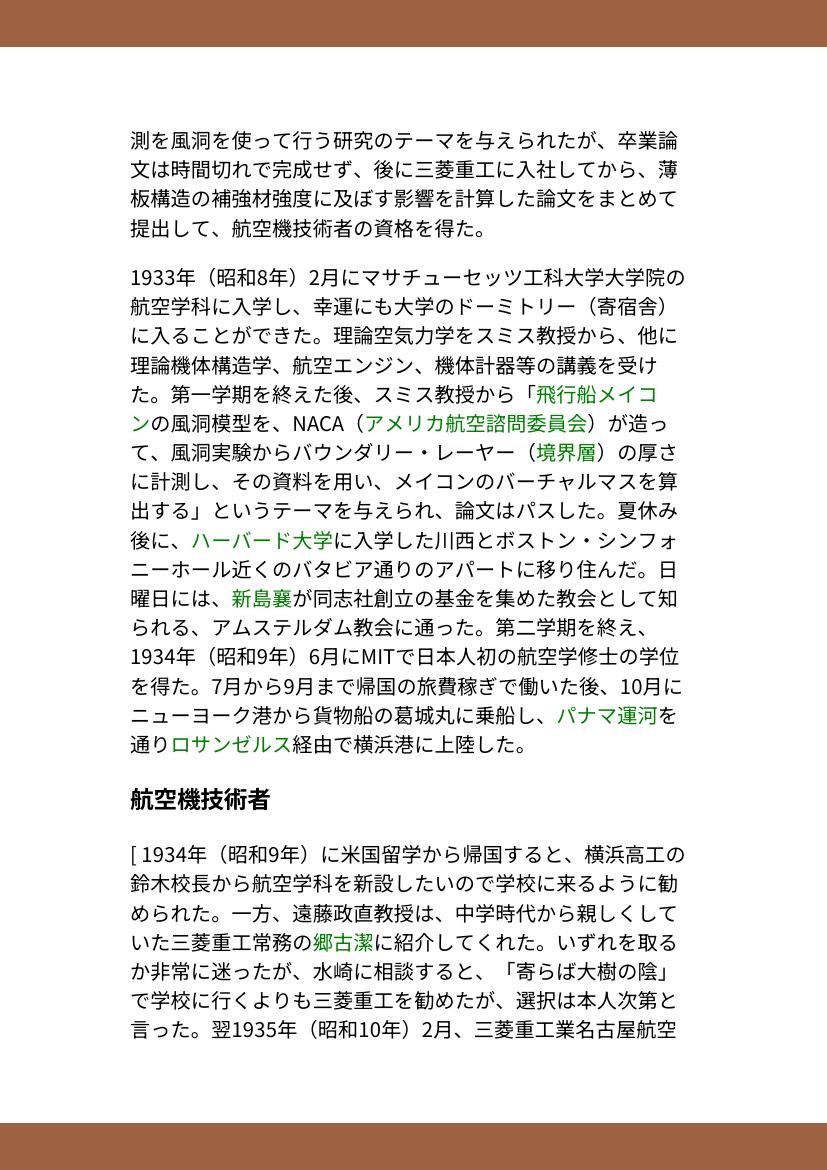 測を風洞を使って行う研究のテーマを与えられたが、卒業論
文は時間切れで完成せず、後に三菱重工に入社してから、薄
板構造の補強材強度に及ぼす影響を計算した論文をまとめて
提出して、航空機技術者の資格を得た。
1933年（昭和8年）2月にマサチューセッツ工科大学大学院の
航空学科に入学し、幸運にも大学のドーミトリー（寄宿舎）
に入ることができた。理論空気力学をスミス教授から、他に
理論機体構造学、航空エンジン、機体計器等の講義を受け
た。第一学期を終えた後、スミス教授から「飛行船メイコ
ンの風洞模型を、NACA（アメリカ航空諮問委員会）が造っ
て、風洞実験からバウンダリー・レーヤー（境界層）の厚さ
に計測し、その資料を用い、メイコンのバーチャルマスを算
出する」というテーマを与えられ、論文はパスした。夏休み
後に、ハーバード大学に入学した川西とボストン・シンフォ
ニーホール近くのバタビア通りのアパートに移り住んだ。日
曜日には、新島襄が同志社創立の基金を集めた教会として知
られる、アムステルダム教会に通った。第二学期を終え、
1934年（昭和9年）6月にMITで日本人初の航空学修士の学位
を得た。7月から9月まで帰国の旅費稼ぎで働いた後、10月に
ニューヨーク港から貨物船の葛城丸に乗船し、パナマ運河を
通りロサンゼルス経由で横浜港に上陸した。
航空機技術者
[ 1934年（昭和9年）に米国留学から帰国すると、横浜高工の
鈴木校長から航空学科を新設したいので学校に来るように勧
められた。一方、遠藤政直教授は、中学時代から親しくして
いた三菱重工常務の郷古潔に紹介してくれた。いずれを取る
か非常に迷ったが、水崎に相談すると、「寄らば大樹の陰」
で学校に行くよりも三菱重工を勧めたが、選択は本人次第と
言った。翌1935年（昭和10年）2月、三菱重工業名古屋航空